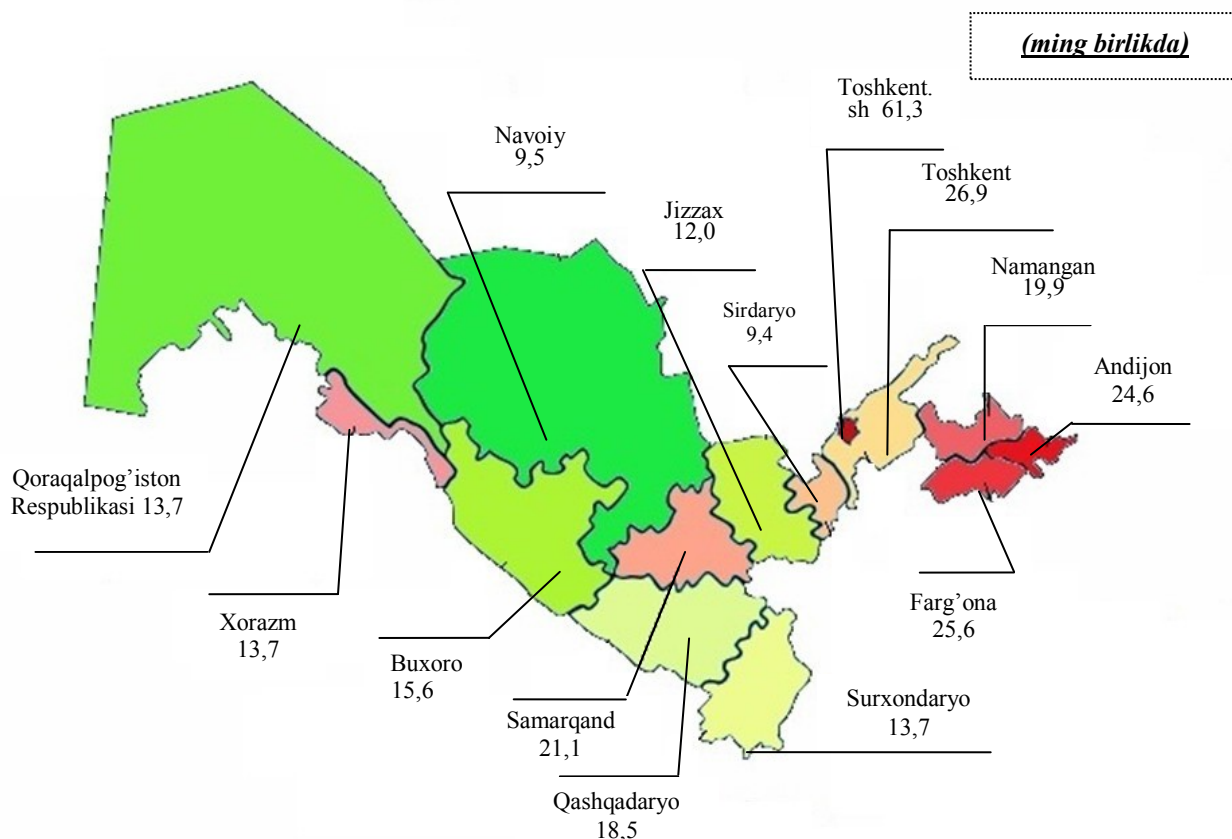 (ming birlikda)
Toshkent.
sh 61,3
Navoiy
9,5
Toshkent
26,9
Jizzax
12,0
Namangan
19,9
Sirdaryo
9,4
Andijon
24,6
Qoraqalpog’iston
Respublikasi 13,7
Farg’ona
25,6
Xorazm
13,7
Buxoro
15,6
Surxondaryo
13,7
Samarqand
21,1
Qashqadaryo
18,5